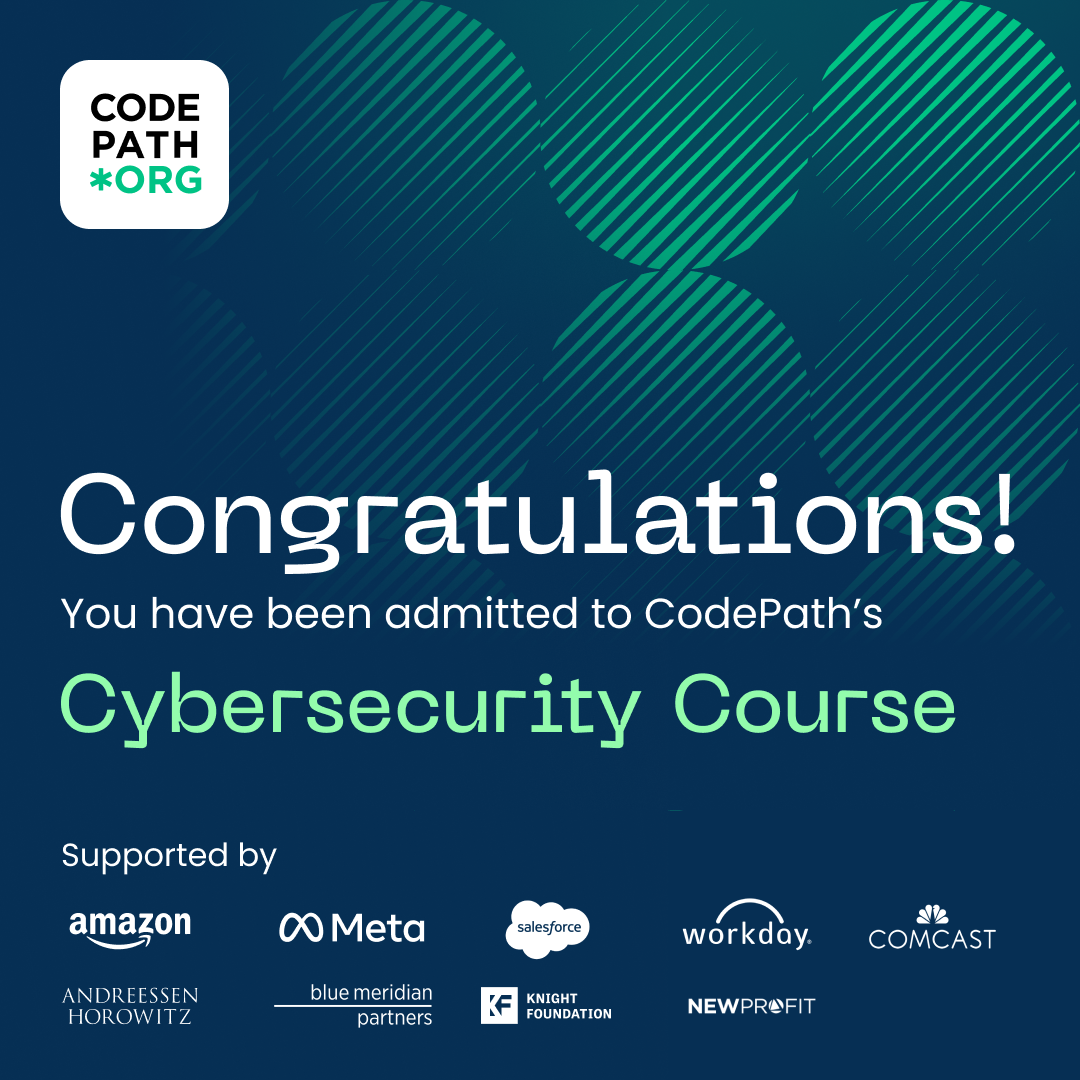 CODE
PATH
*ORG
Congratulations!
You have been admitted to CodePath’s
Cybersecurity Course
Supported by
amazon
Meta
salesforce
workday.
COMCAST
ANDREESSEN
HOROWITZ
blue meridian
partners
KF
KNIGHT
FOUNDATION
NEWPROFIT